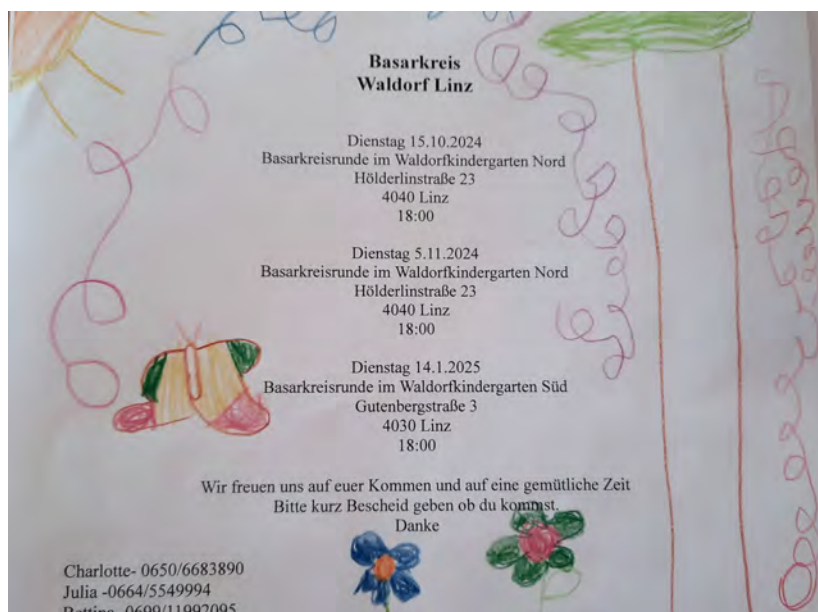 Basarkreis
Waldorf Linz
Dienstag 15.10.2024
Basarkreisrunde im Waldorfkindergarten Nord
Hölderlinstraße 23
4040 Linz
18:00
Dienstag 5.11.2024
Basarkreisrunde im Waldorfkindergarten Nord
Hölderlinstraße 23
4040 Linz
18:00
Dienstag 14.1.2025
Basarkreisrunde im Waldorfkindergarten Süd
Gutenbergstraße 3
4030 Linz
18:00
Wir freuen uns auf euer Kommen und auf eine gemütliche Zeit
Bitte kurz Bescheid geben ob du kommst.
Danke
Charlotte- 0650/6683890
Julia -0664/5549994
Bettina -0699/11992095